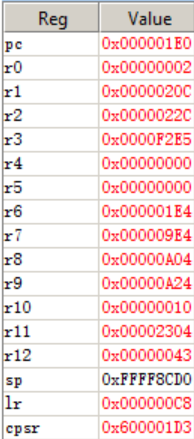 Reg Value
pc 0x000001E0
r0 0x00000002
r1 0x0000020C
r2 0x0000022C
r3 0x0000F2E5
r4 0x00000000
r5 0x00000000
r6 0x000001E4
r7 0x000009E4
r8 0x00000A04
r9 0x00000A24
r10 0x00000010
r11 0x00002304
r12 0x00000043
sp 0xFFFF8CD0
lr 0x000000C8
cpsr 0x600001D3